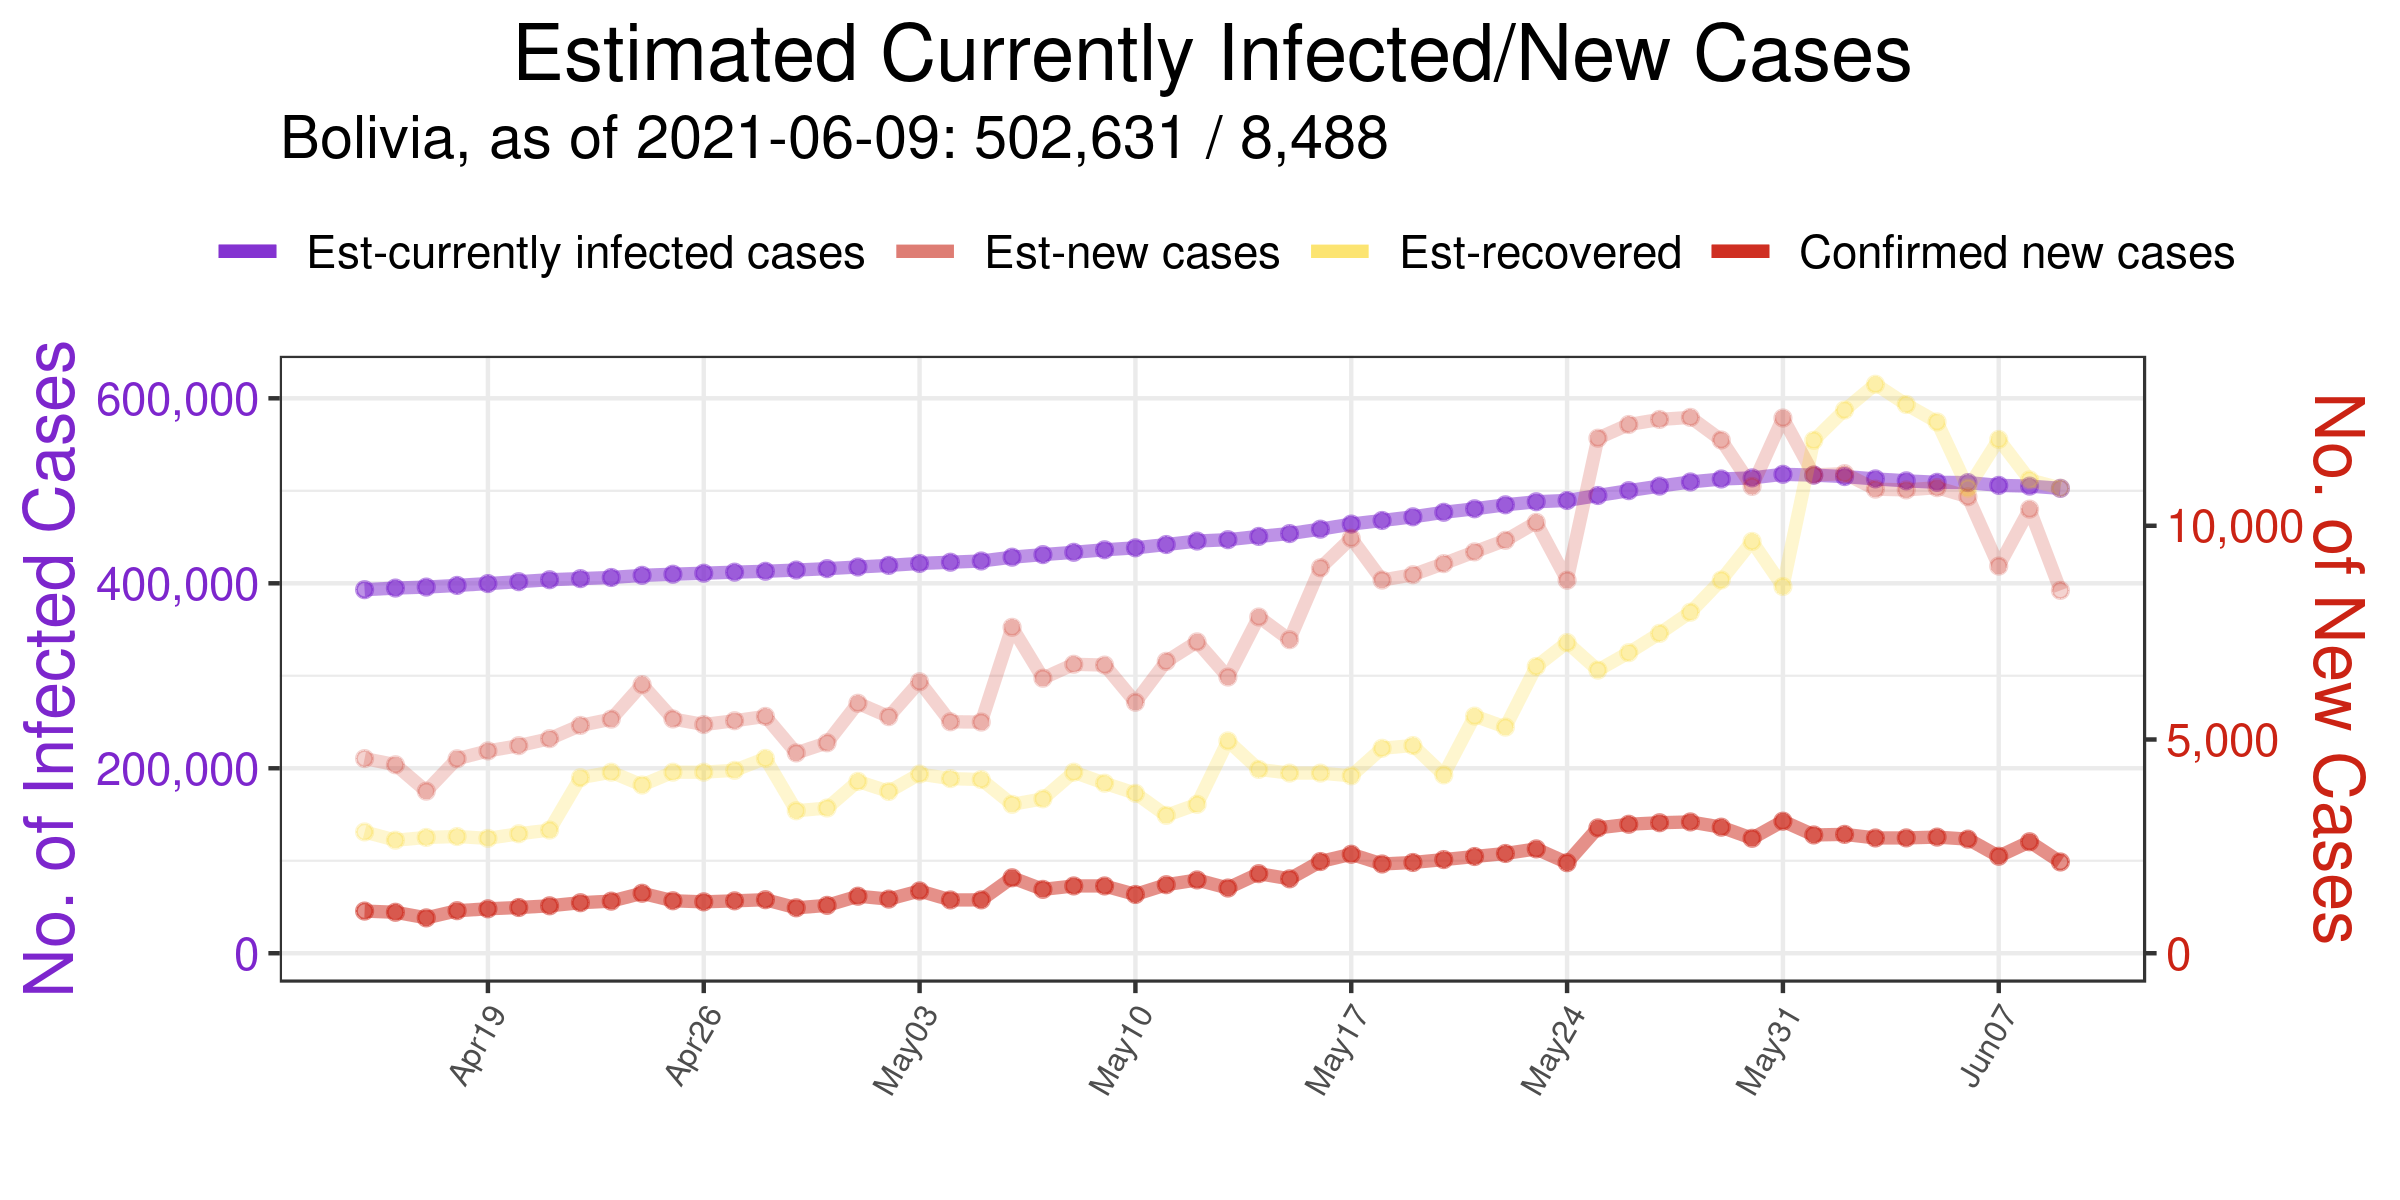 Estimated Currently Infected/New Cases
Bolivia, as of 2021-06-09: 502,631 / 8,488
Est-currently infected cases Est-new cases Est-recovered Confirmed new cases
No. of Infected Cases
600,000
400,000
200,000
0
No. of New Cases
10,000
5,000
0
Apr19 Apr26 May03 May10 May17 May24 May31 Jun07